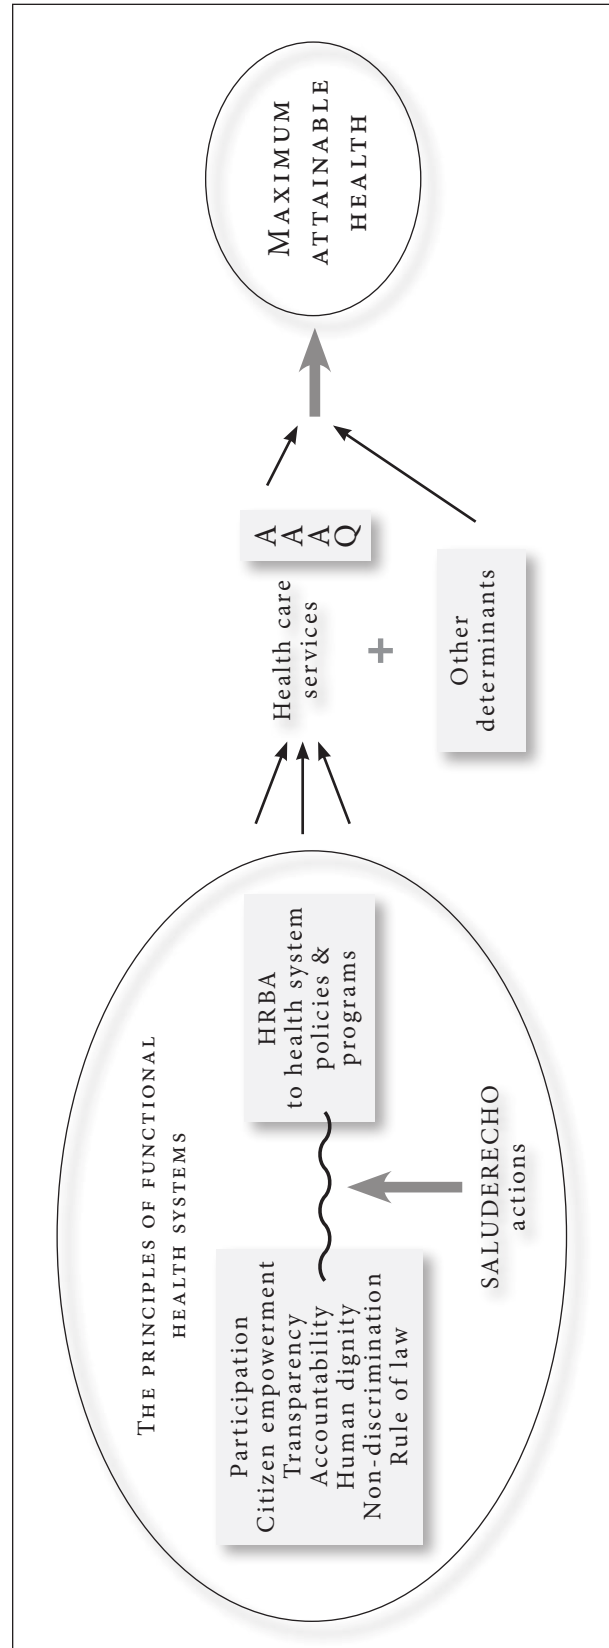 THE PRINCIPLES OF FUNCTIONAL
HEALTH SYSTEMS
Participation
Citizen empowerment
Transparency
Accountability
Human dignity
Non-discrimination
Rule of law
HRBA
to health system
policies &
programs
SALUDERECHO
actions
Health care
services
A
A
A
Q
+
Other
determinants
MAXIMUM
ATTAINABLE
HEALTH